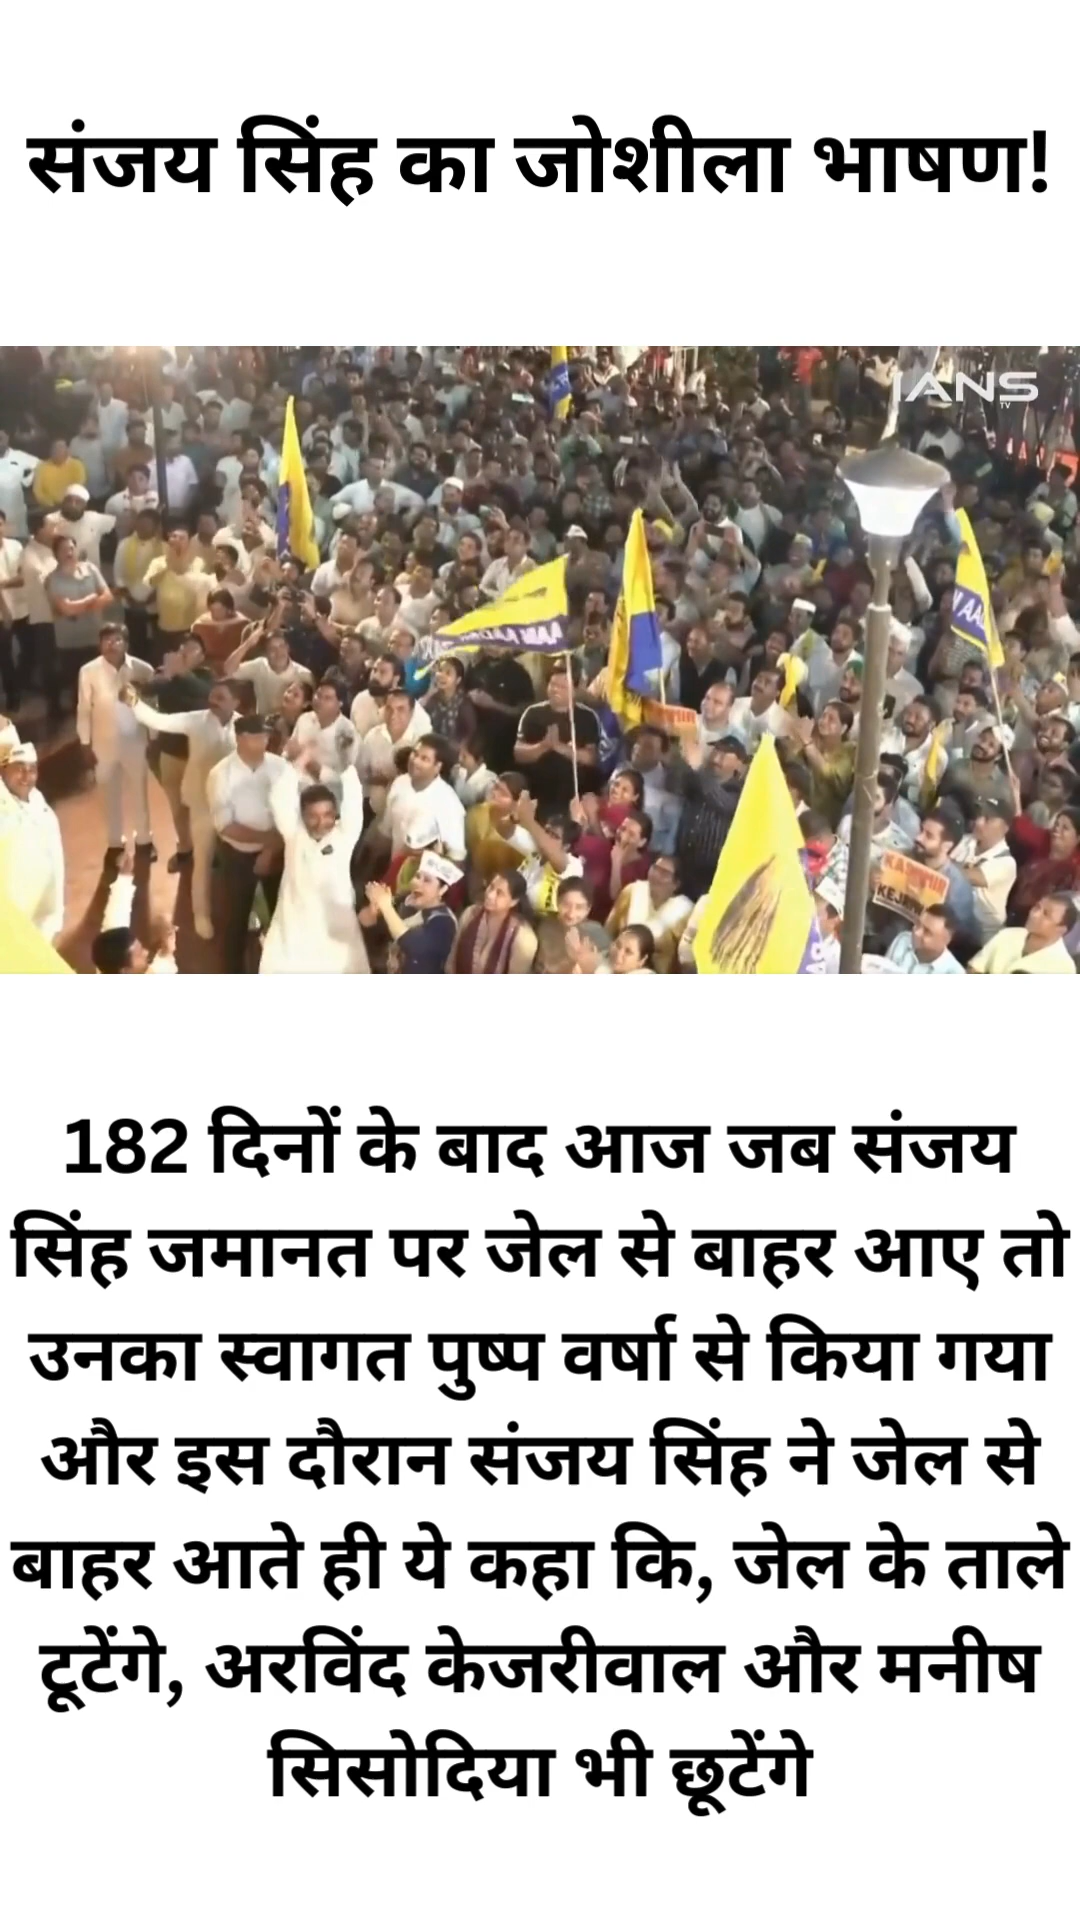 संजय सिंह का जोशीला भाषण!
IANS
TV
182 दिनों के बाद आज जब संजय
सिंह जमानत पर जेल से बाहर आए तो
उनका स्वागत पुष्प वर्षा से किया गया
और इस दौरान संजय सिंह ने जेल से
बाहर आते ही ये कहा कि, जेल के ताले
टूटेंगे, अरविंद केजरीवाल और मनीष
सिसोदिया भी छूटेंगे